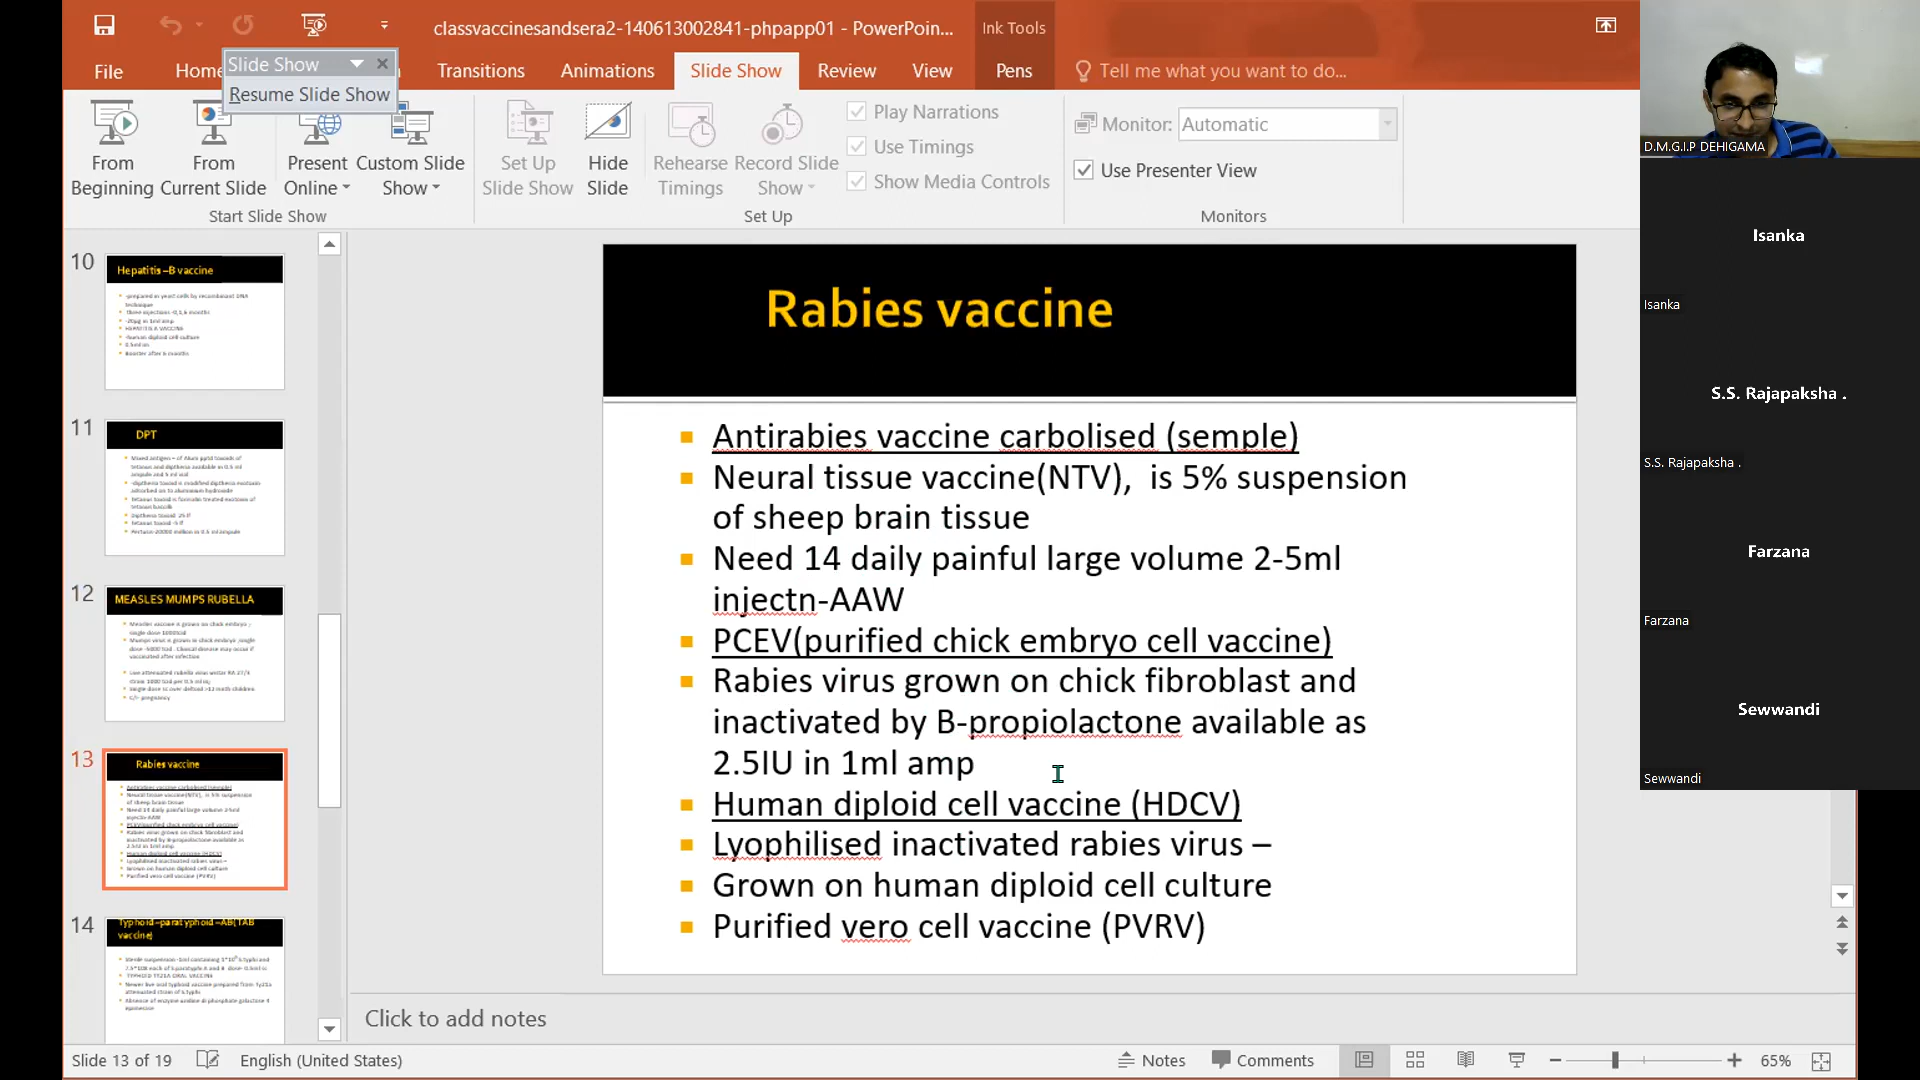 classvaccinesandsera2-140613002841-phpapp01 - PowerPoin...
Ink Tools
File
Home
Slide Show
Resume Slide Show
Transitions
Animations
Slide Show
Review
View
Pens
Tell me what you want to do...
From Beginning
From Current Slide
Present Online
Custom Slide Show
Start Slide Show
Set Up Slide Show
Hide Slide
Rehearse Timings
Record Slide Show
Play Narrations
Use Timings
Show Media Controls
Set Up
Monitor: Automatic
Use Presenter View
Monitors
10
Hepatitis –B vaccine
11
DPT
12
MEASLES MUMPS RUBELLA
13
Rabies vaccine
14
Typhoid –paratyphoid –AB(TAB
vaccine)
Rabies vaccine
Antirabies vaccine carbolised (semple)
Neural tissue vaccine(NTV), is 5% suspension
of sheep brain tissue
Need 14 daily painful large volume 2-5ml
injectn-AAW
PCEV(purified chick embryo cell vaccine)
Rabies virus grown on chick fibroblast and
inactivated by B-propiolactone available as
2.5IU in 1ml amp
Human diploid cell vaccine (HDCV)
Lyophilised inactivated rabies virus –
Grown on human diploid cell culture
Purified vero cell vaccine (PVRV)
Click to add notes
Slide 13 of 19
English (United States)
Notes
Comments
65%
D.M.G.I.P DEHIGAMA
Isanka
Isanka
S.S. Rajapaksha .
S.S. Rajapaksha .
Farzana
Farzana
Sewwandi
Sewwandi